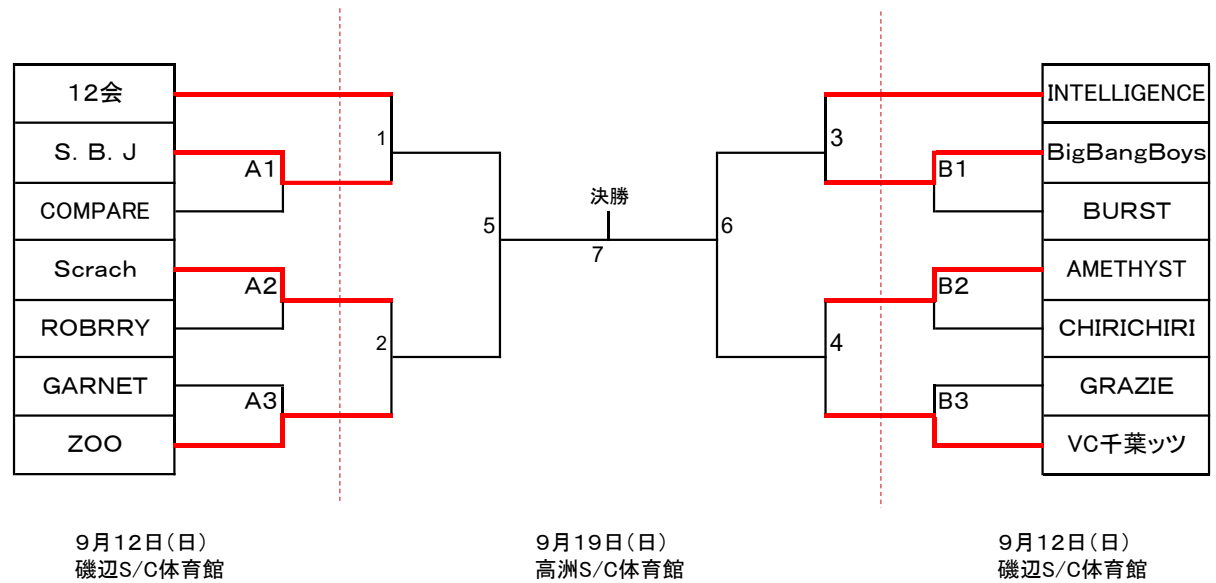 12会
S.B.J
COMPARE
Scrach
ROBRRY
GARNET
ZOO
A1
A2
A3
1
2
5
決勝
7
6
3
4
B1
B2
B3
INTELLIGENCE
BigBangBoys
BURST
AMETHYST
CHIRICHIRI
GRAZIE
VC千葉ッツ
9月12日(日)
磯辺S/C体育館
9月19日(日)
高洲S/C体育館
9月12日(日)
磯辺S/C体育館